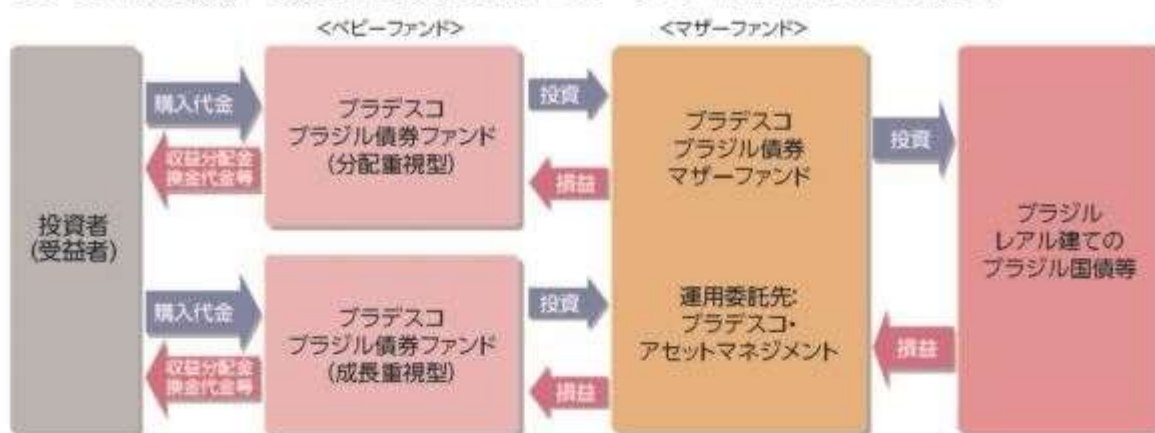 <ベビーファンド>
<マザーファンド>
投資者
(受益者)
購入代金
収益分配金
換金代金等
ブラデスコ
ブラジル債券ファンド
(分配重視型)
投資
損益
購入代金
収益分配金
換金代金等
ブラデスコ
ブラジル債券ファンド
(成長重視型)
投資
損益
ブラデスコ
ブラジル債券
マザーファンド
運用委託先:
ブラデスコ・
アセットマネジメント
投資
損益
ブラジル
レアル建ての
ブラジル国債等